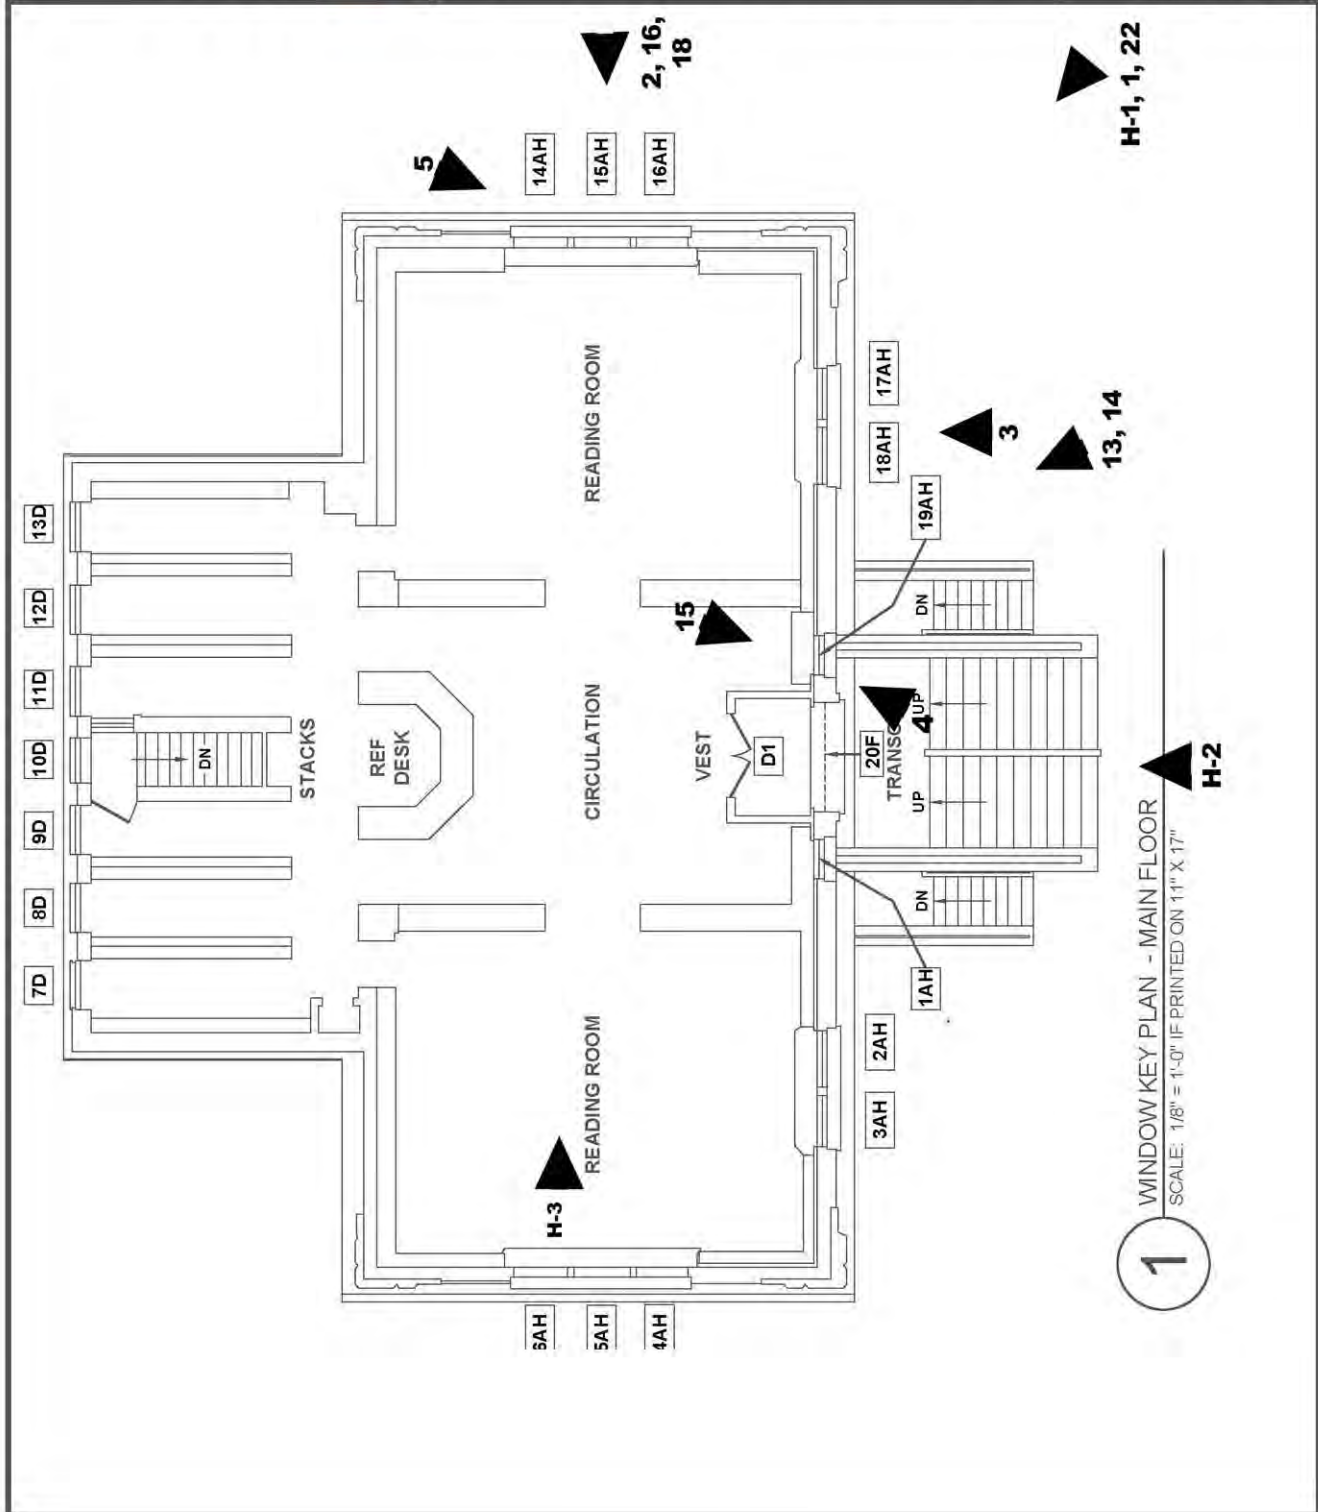 7D
8D
9D
10D
11D
12D
13D
DN
STACKS
REF
DESK
5
6AH
14AH
H-3
READING ROOM
CIRCULATION
READING ROOM
5AH
15AH
4AH
16AH
2, 16,
18
15
VEST
D1
20F
3AH
2AH
18AH
17AH
UP
UP
DN
DN
4
1AH
19AH
3
13, 14
H-1, 1, 22
1
WINDOW KEY PLAN - MAIN FLOOR
SCALE: 1/8" = 1'-0" IF PRINTED ON 11" X 17"
H-2